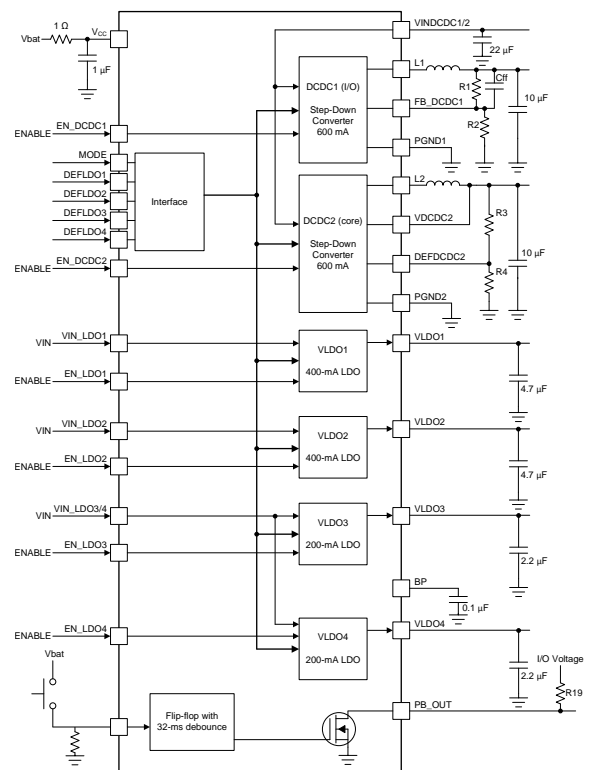 VINDCDC1/2
1 Ω
Vbat
VCC
1 μF
22 μF
L1
DCDC1 (I/O)
Step-Down
Converter
600 mA
R1
Cff
FB_DCDC1
10 μF
R2
ENABLE
EN_DCDC1
PGND1
MODE
DEFLDO1
DEFLDO2
DEFLDO3
DEFLDO4
Interface
L2
DCDC2 (core)
Step-Down
Converter
600 mA
VDCDC2
R3
DEFDCDC2
10 μF
R4
ENABLE
EN_DCDC2
PGND2
VIN
VIN_LDO1
VLDO1
400-mA LDO
VLDO1
ENABLE
EN_LDO1
4.7 μF
VIN
VIN_LDO2
VLDO2
400-mA LDO
VLDO2
ENABLE
EN_LDO2
4.7 μF
VIN
VIN_LDO3/4
VLDO3
200-mA LDO
VLDO3
ENABLE
EN_LDO3
2.2 μF
BP
0.1 μF
ENABLE
EN_LDO4
VLDO4
200-mA LDO
VLDO4
2.2 μF
I/O Voltage
R19
Vbat
Flip-flop with
32-ms debounce
PB_OUT